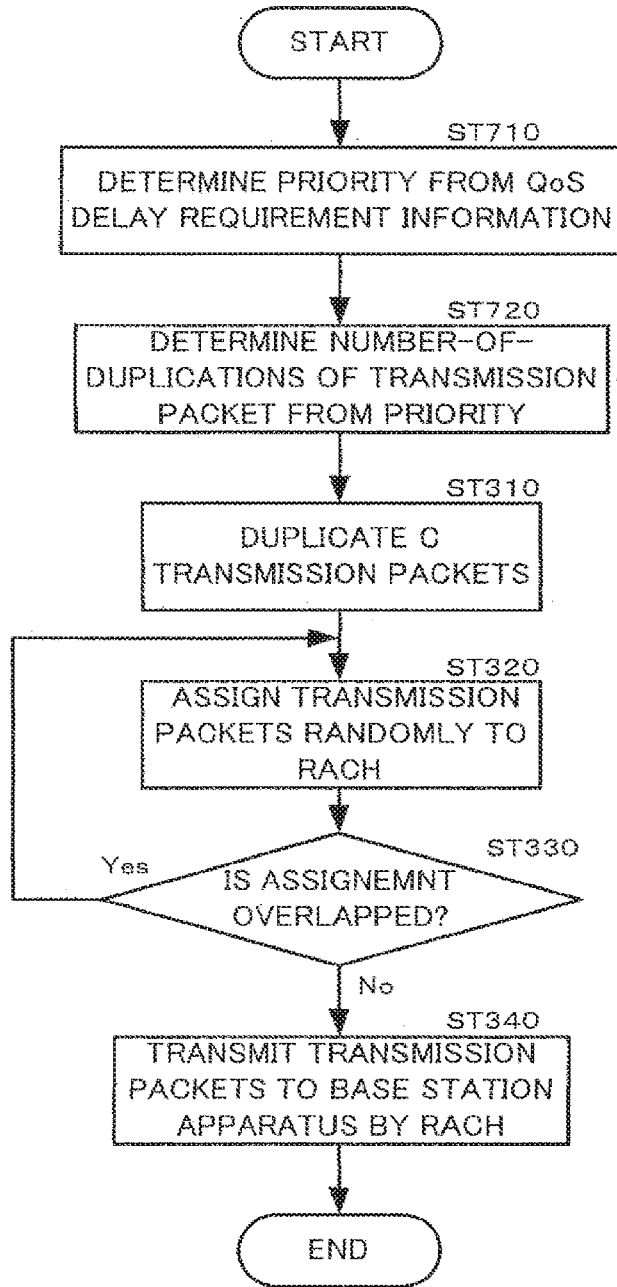 START
ST710
DETERMINE PRIORITY FROM QoS
DELAY REQUIREMENT INFORMATION
ST720
DETERMINE NUMBER-OF-
DUPLICATIONS OF TRANSMISSION
PACKET FROM PRIORITY
ST310
DUPLICATE C
TRANSMISSION PACKETS
ST320
ASSIGN TRANSMISSION
PACKETS RANDOMLY TO
RACH
ST330
Yes
IS ASSIGNEMNT
OVERLAPPED?
No
ST340
TRANSMIT TRANSMISSION
PACKETS TO BASE STATION
APPARATUS BY RACH
END